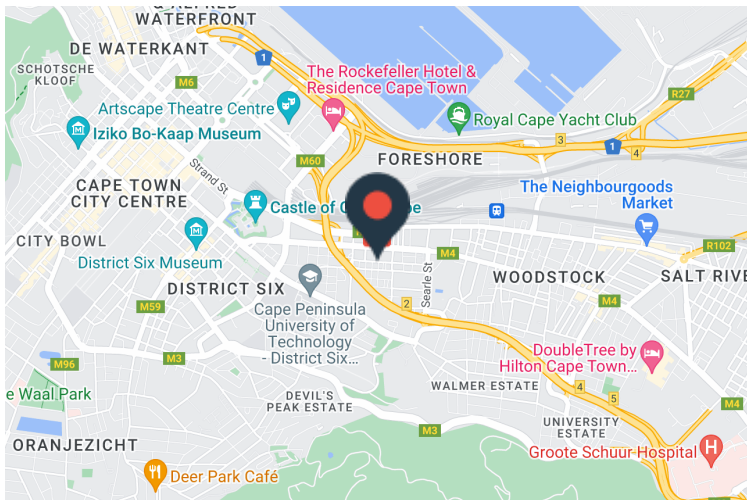 & ALFRED
WATERFRONT
DE WATERKANT
1
SCHOTSCHE
KLOOF
M6
The Rockefeller Hotel &
Residence Cape Town
R27
Artscape Theatre Centre
Iziko Bo-Kaap Museum
Royal Cape Yacht Club
3
1
4
M60
FORESHORE
Strand St
CAPE TOWN
CITY CENTRE
The Neighbourgoods
Market
Castle of
CITY BOWL
District Six Museum
M4
R102
WOODSTOCK
SALT RIVE
DISTRICT SIX
Searle St
M59
2
M4
Cape Peninsula
University of
Technology
- District Six...
M3
M96
DoubleTree by
Hilton Cape Town...
e Waal Park
WALMER ESTATE
4
5
DEVIL'S
PEAK ESTATE
M4
M3
UNIVERSITY
ESTATE
ORANJEZICHT
Groote Schuur Hospital
H
Deer Park Café